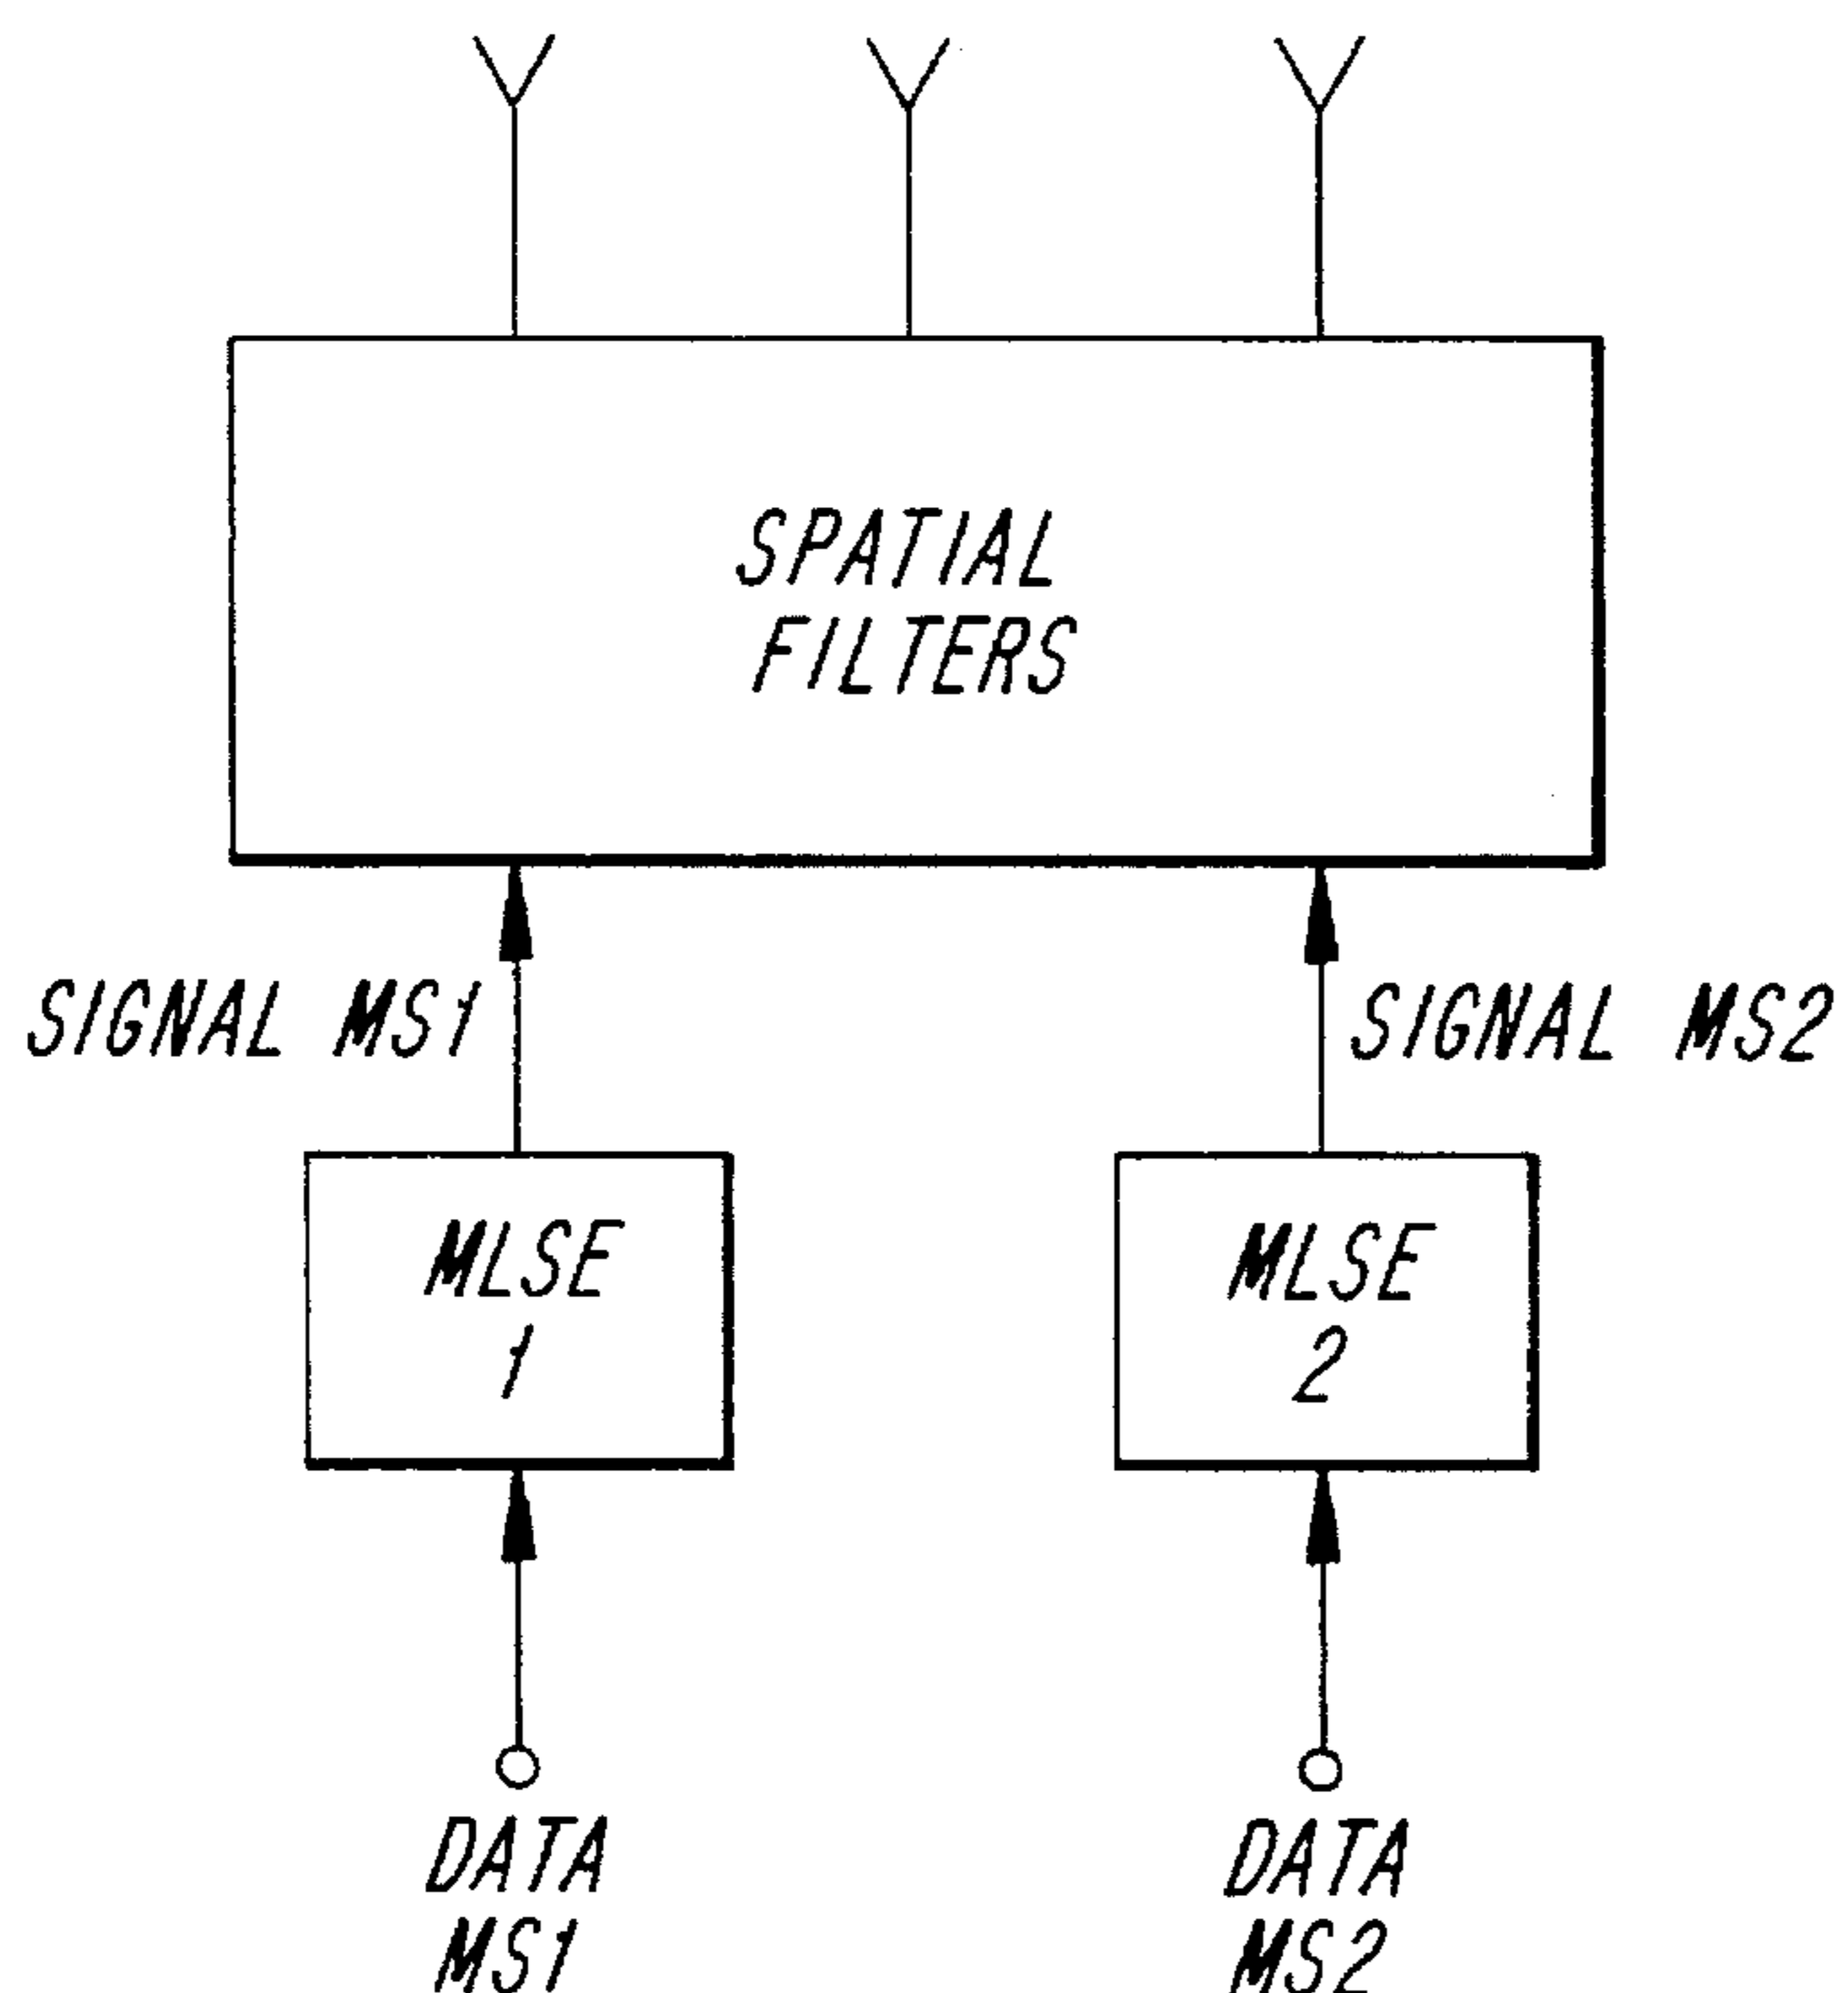 SPATIAL
FILTERS
SIGNAL MS1
SIGNAL MS2
MLSE
1
MLSE
2
DATA
MS1
DATA
MS2